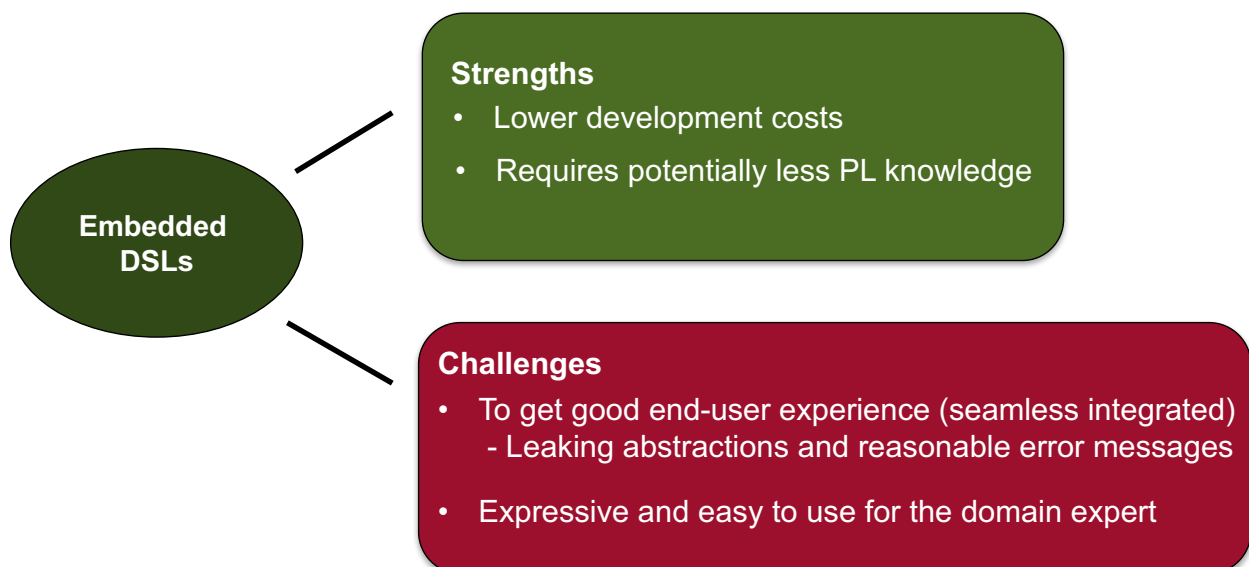 Strengths
• Lower development costs
• Requires potentially less PL knowledge
Embedded
DSLs
Challenges
• To get good end-user experience (seamless integrated)
- Leaking abstractions and reasonable error messages
• Expressive and easy to use for the domain expert